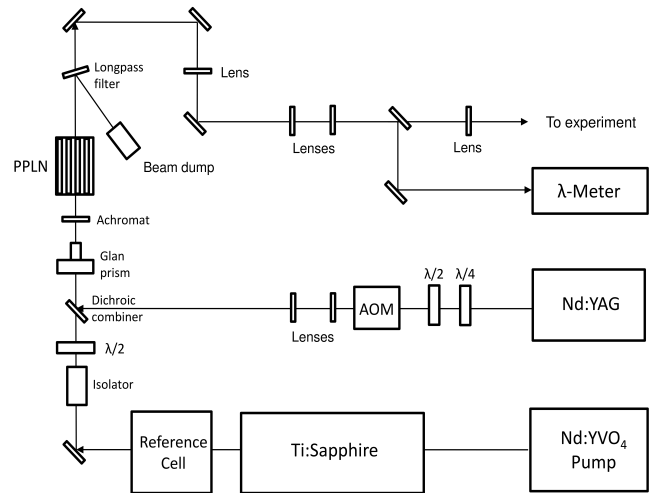 Longpass
filter
Lens
PPLN
Beam dump
Lenses
Lens
To experiment
λ-Meter
Achromat
Glan
prism
Dichroic
combiner
Lenses
AOM
λ/2
λ/4
Nd:YAG
λ/2
Isolator
Reference
Cell
Ti:Sapphire
Nd:YVO₄
Pump